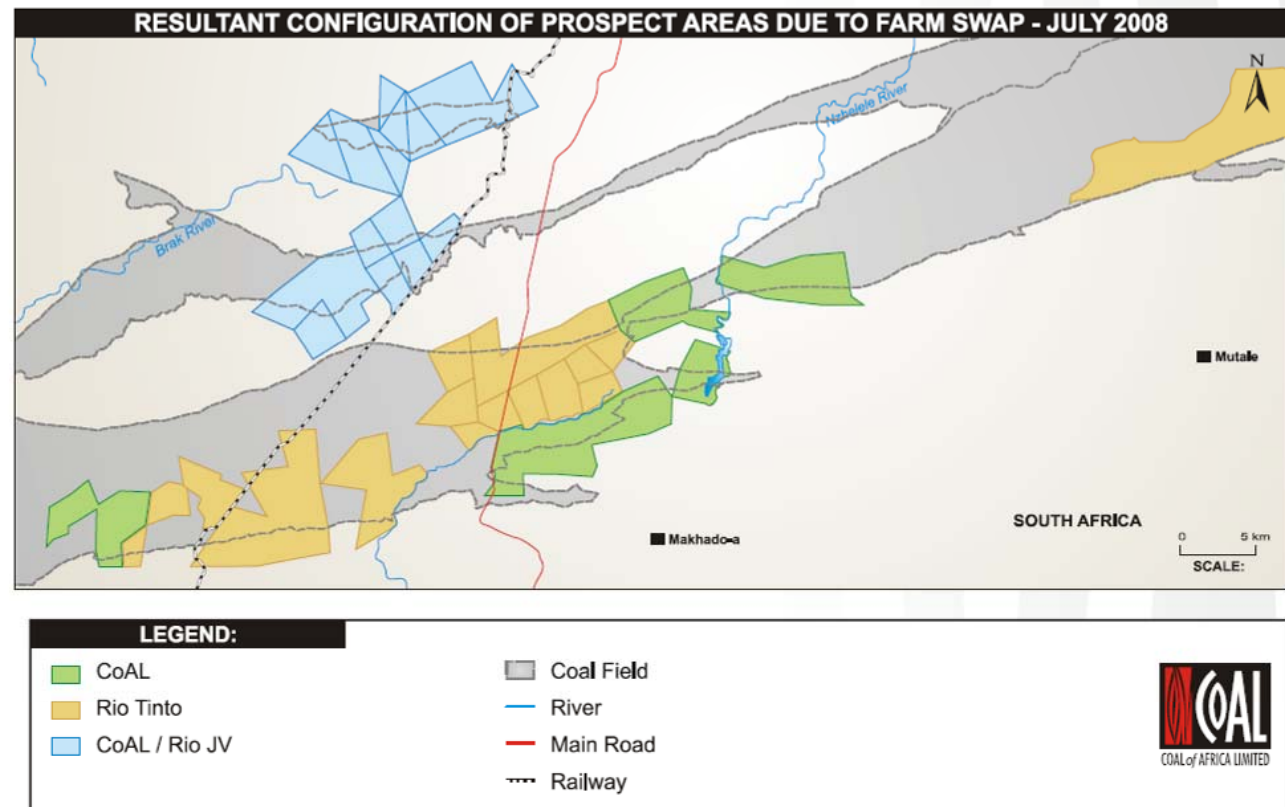 RESULTANT CONFIGURATION OF PROSPECT AREAS DUE TO FARM SWAP - JULY 2008
N
Nzhelele River
Brak River
Mutale
SOUTH AFRICA
Makhado-a
0 5 km
SCALE:
LEGEND:
CoAL
Rio Tinto
CoAL / Rio JV
Coal Field
River
Main Road
Railway
COAL
COAL of AFRICA LIMITED